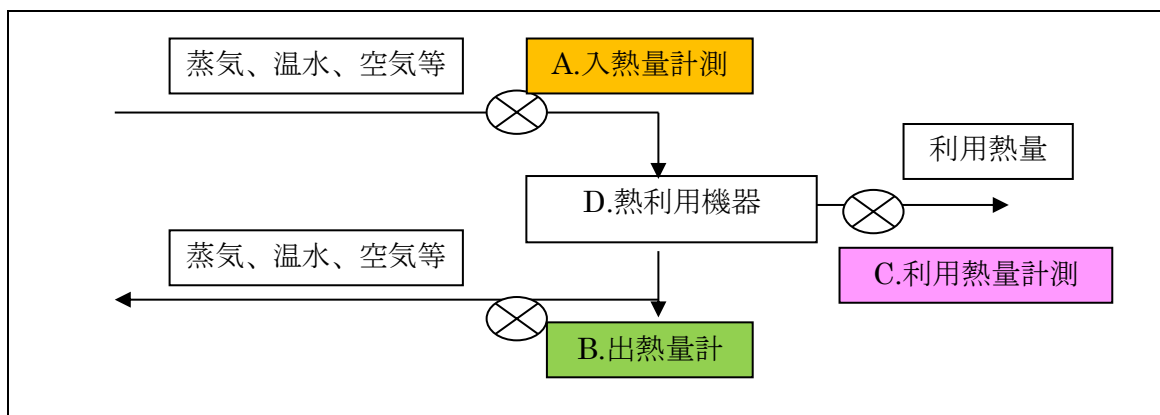 蒸気、温水、空気等
A.入熱量計測
利用熱量
D.熱利用機器
蒸気、温水、空気等
C.利用熱量計測
B.出熱量計